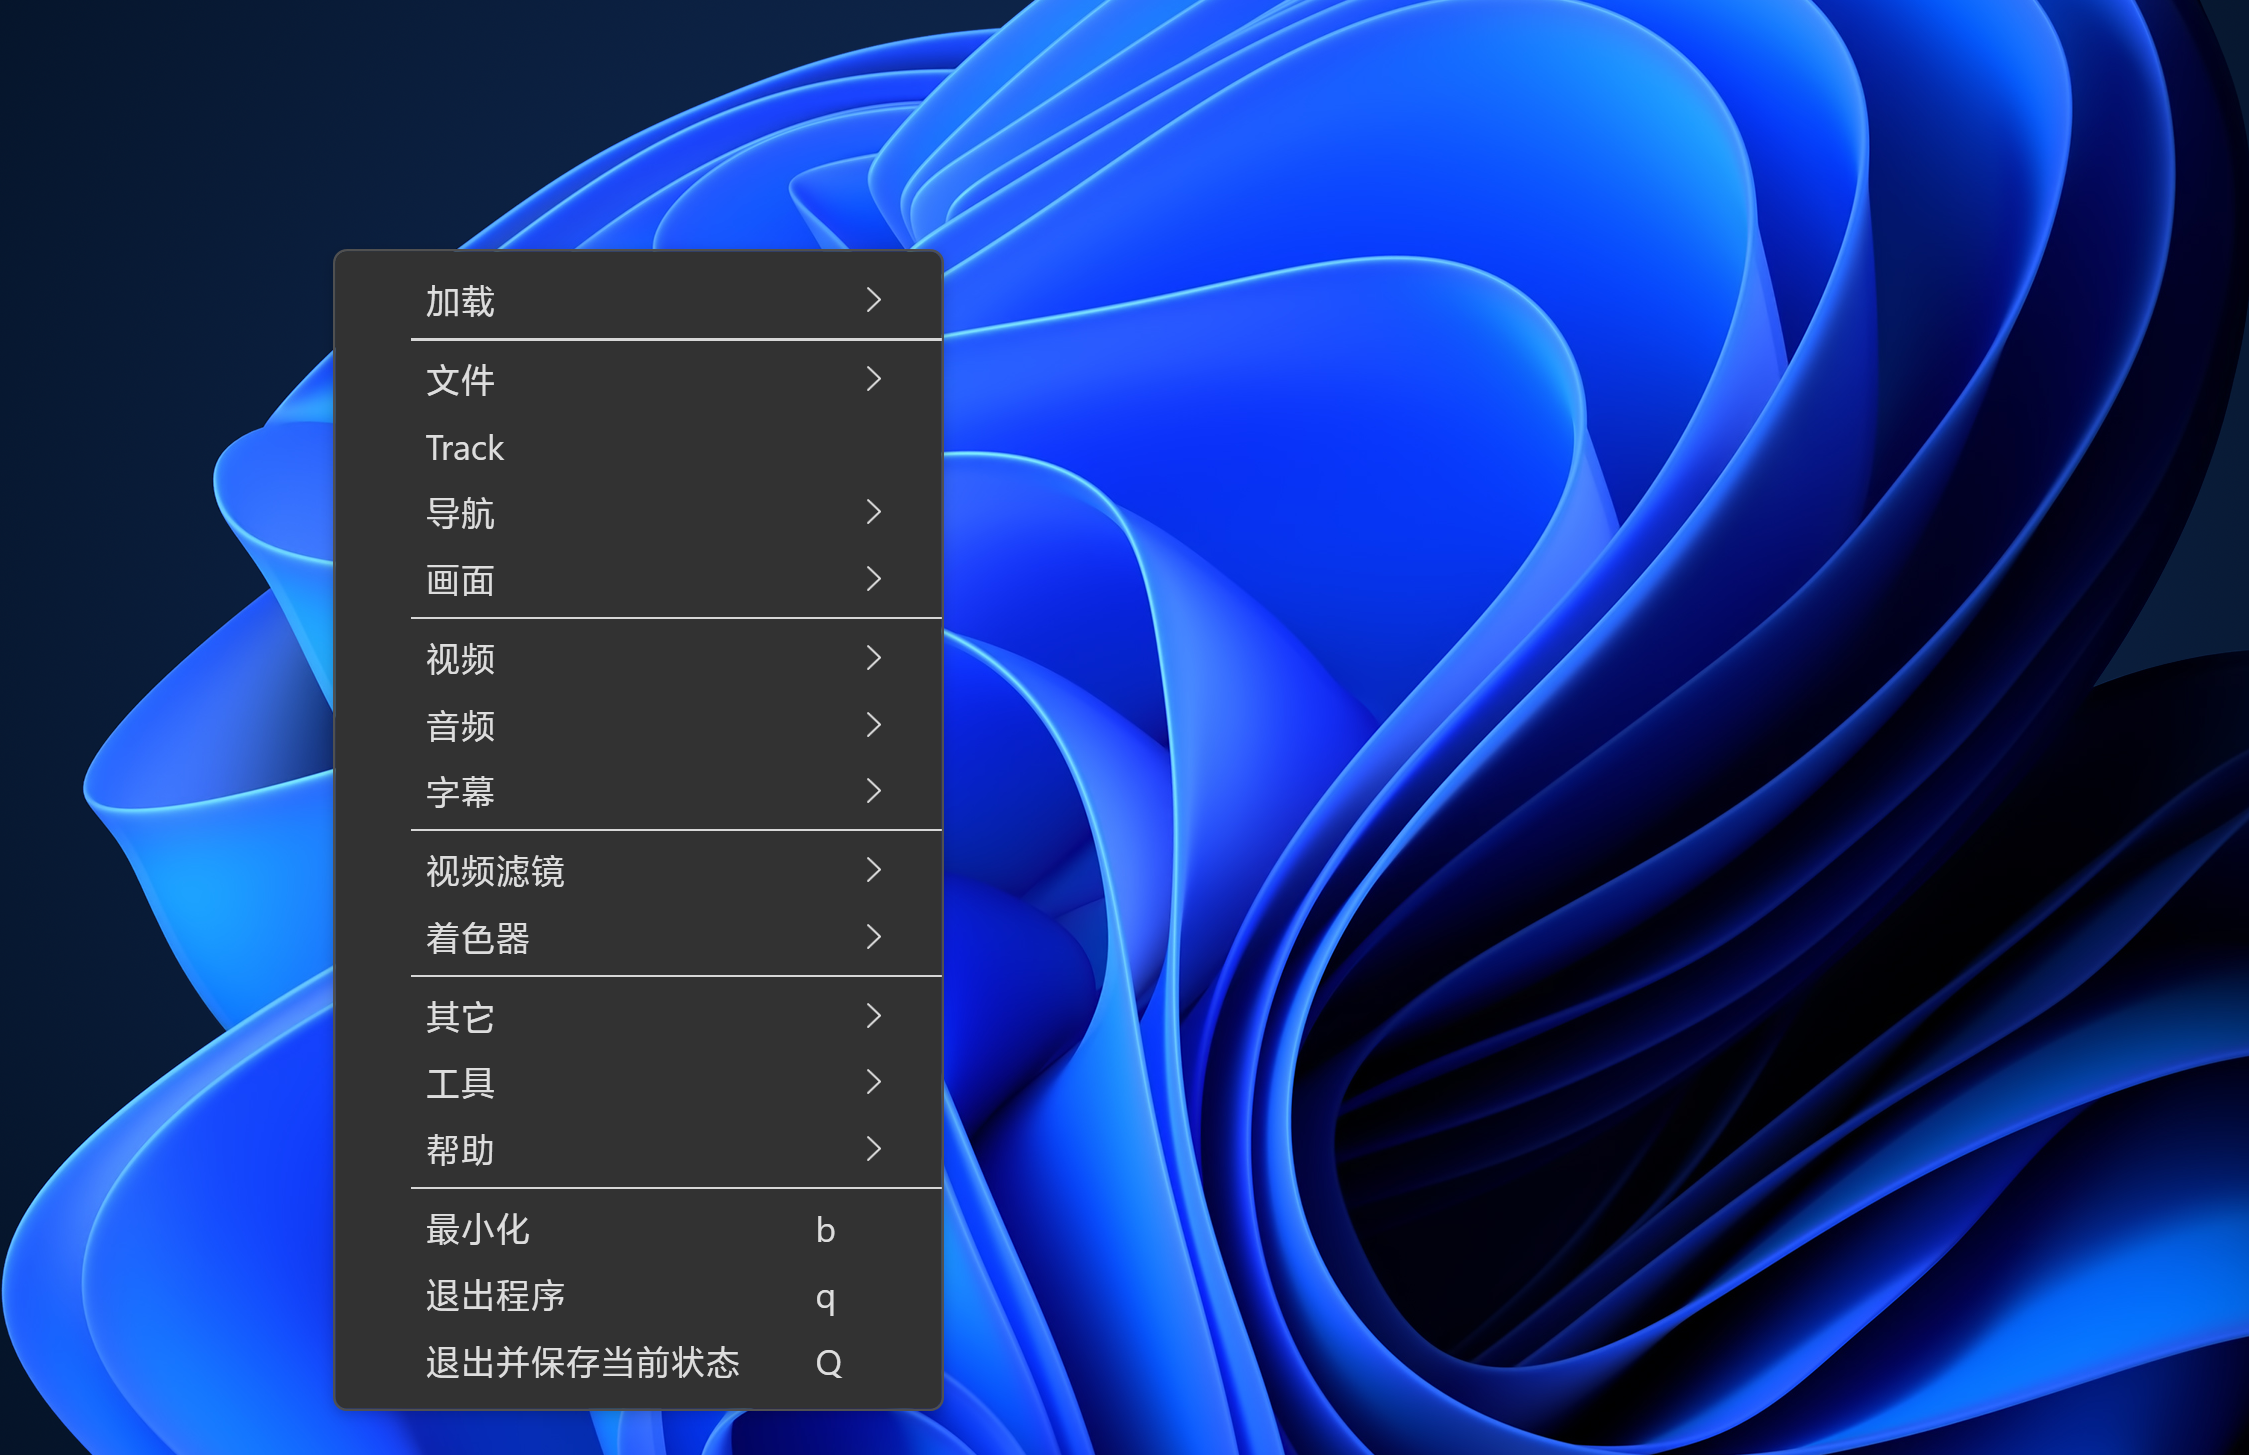 加载
文件
Track
导航
画面
视频
音频
字幕
视频滤镜
着色器
其它
工具
帮助
最小化 b
退出程序 q
退出并保存当前状态 Q